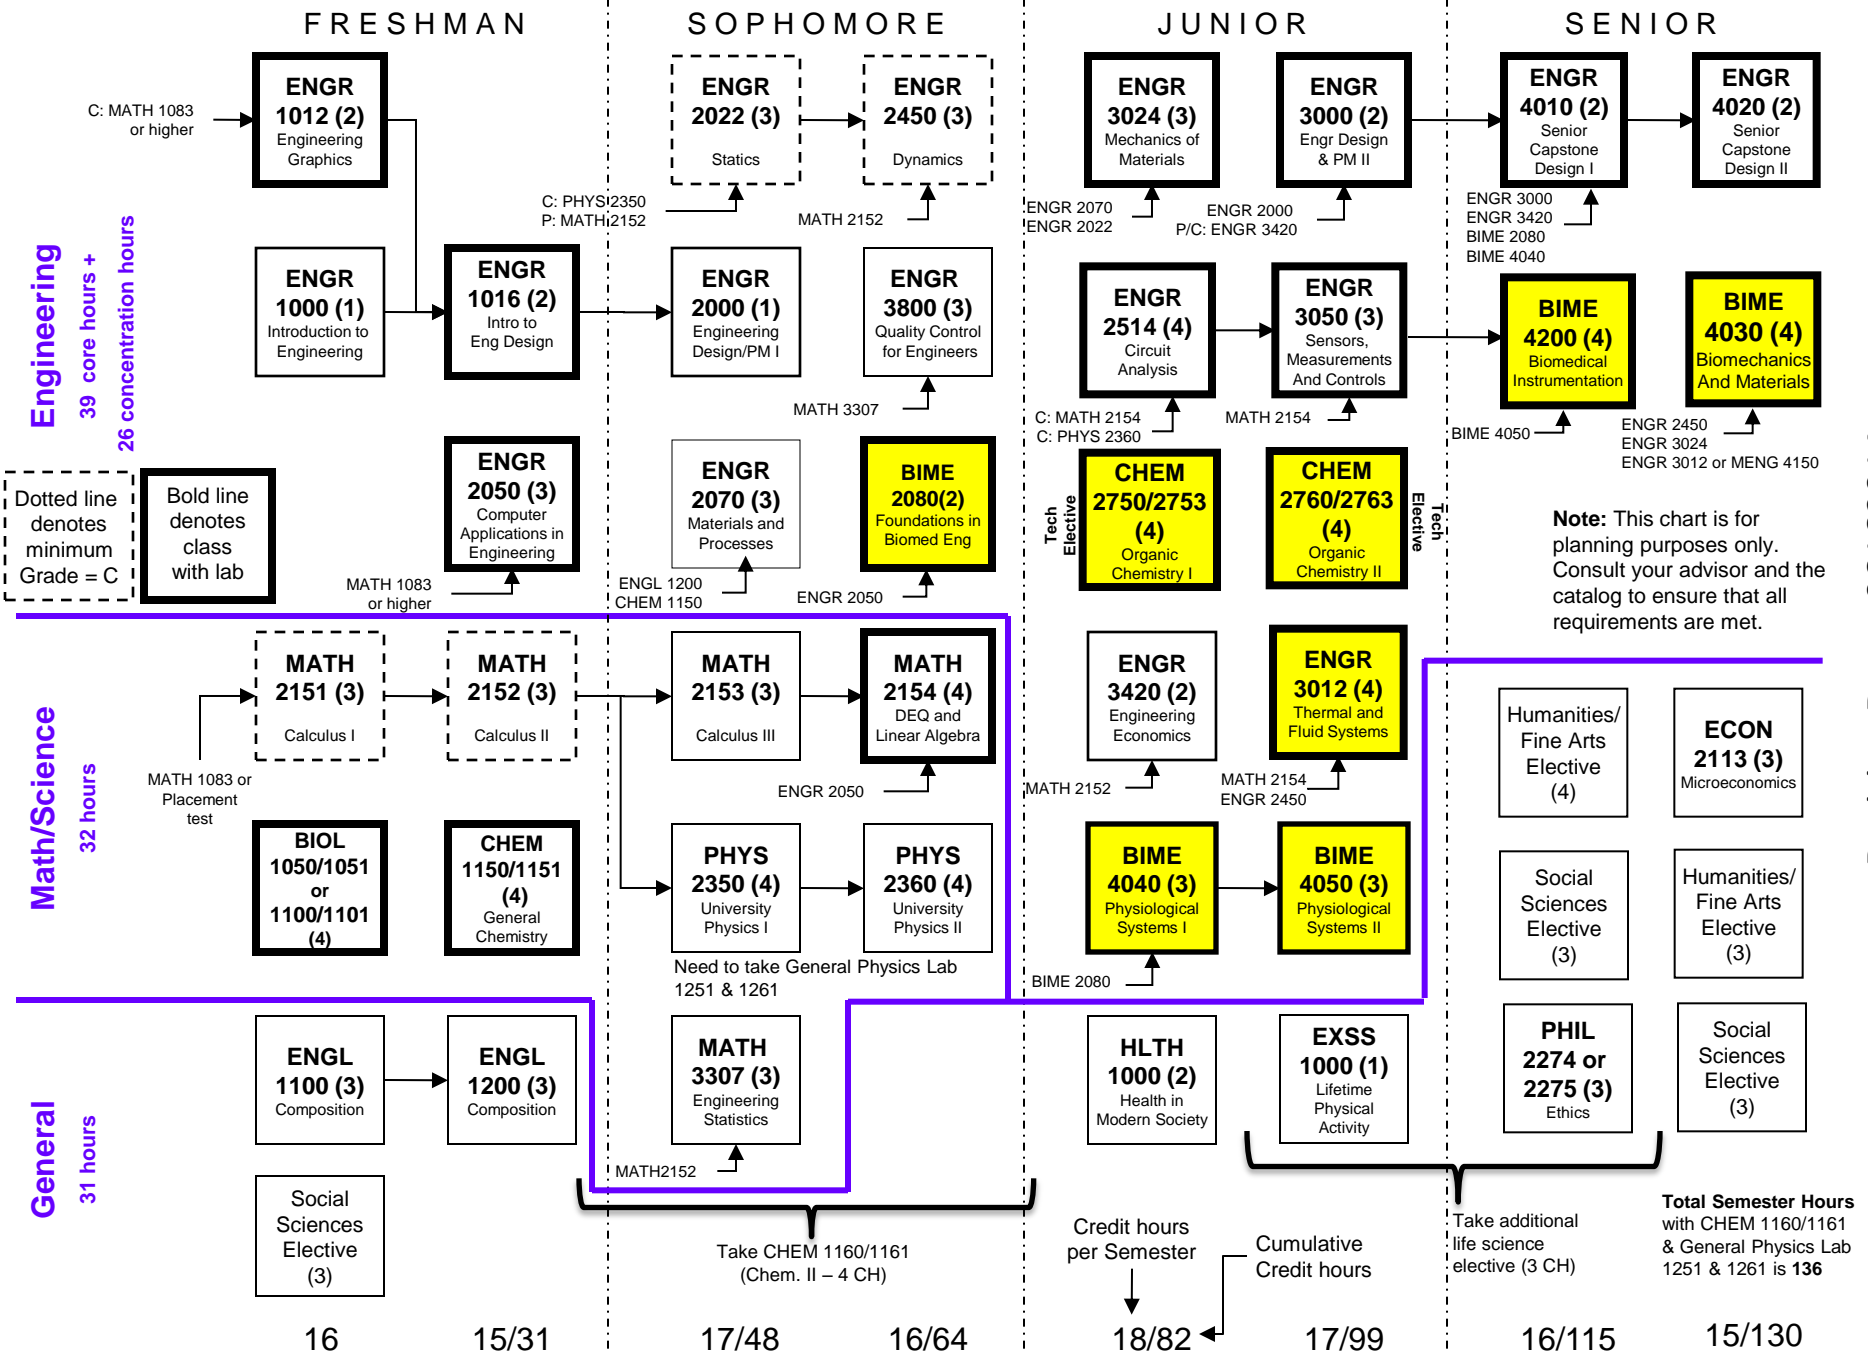 FRESHMAN
SOPHOMORE
JUNIOR
SENIOR
C: MATH 1083
or higher
ENGR
1012 (2)
Engineering
Graphics
ENGR
2022 (3)
Statics
ENGR
2450 (3)
Dynamics
ENGR
3024 (3)
Mechanics of
Materials
ENGR
3000 (2)
Engr Design
& PM II
ENGR
4010 (2)
Senior
Capstone
Design I
ENGR
4020 (2)
Senior
Capstone
Design II
C: PHYS 2350
P: MATH 2152
MATH 2152
ENGR 2070
ENGR 2022
ENGR 2000
P/C: ENGR 3420
ENGR 3000
ENGR 3420
BIME 2080
BIME 4040
Engineering
39 core hours +
26 concentration hours
ENGR
1000 (1)
Introduction to
Engineering
ENGR
1016 (2)
Intro to
Eng Design
ENGR
2000 (1)
Engineering
Design/PM I
ENGR
3800 (3)
Quality Control
for Engineers
ENGR
2514 (4)
Circuit
Analysis
ENGR
3050 (3)
Sensors,
Measurements
And Controls
BIME
4200 (4)
Biomedical
Instrumentation
BIME
4030 (4)
Biomechanics
And Materials
MATH 3307
C: MATH 2154
C: PHYS 2360
MATH 2154
BIME 4050
ENGR 2450
ENGR 3024
ENGR 3012 or MENG 4150
Dotted line
denotes
minimum
Grade = C
Bold line
denotes
class
with lab
ENGR
2050 (3)
Computer
Applications in
Engineering
ENGR
2070 (3)
Materials and
Processes
BIME
2080(2)
Foundations in
Biomed Eng
Tech
Elective
CHEM
2750/2753
(4)
Organic
Chemistry I
CHEM
2760/2763
(4)
Organic
Chemistry II
Tech
Elective
Note: This chart is for
planning purposes only.
Consult your advisor and the
catalog to ensure that all
requirements are met.
MATH 1083
or higher
ENGL 1200
CHEM 1150
ENGR 2050
Math/Science
32 hours
MATH
2151 (3)
Calculus I
MATH
2152 (3)
Calculus II
MATH
2153 (3)
Calculus III
MATH
2154 (4)
DEQ and
Linear Algebra
ENGR
3420 (2)
Engineering
Economics
ENGR
3012 (4)
Thermal and
Fluid Systems
Humanities/
Fine Arts
Elective
(4)
ECON
2113 (3)
Microeconomics
MATH 1083 or
Placement
test
ENGR 2050
MATH 2152
MATH 2154
ENGR 2450
BIOL
1050/1051
or
1100/1101
(4)
CHEM
1150/1151
(4)
General
Chemistry
PHYS
2350 (4)
University
Physics I
PHYS
2360 (4)
University
Physics II
BIME
4040 (3)
Physiological
Systems I
BIME
4050 (3)
Physiological
Systems II
Social
Sciences
Elective
(3)
Humanities/
Fine Arts
Elective
(3)
Need to take General Physics Lab
1251 & 1261
BIME 2080
General
31 hours
ENGL
1100 (3)
Composition
ENGL
1200 (3)
Composition
MATH
3307 (3)
Engineering
Statistics
HLTH
1000 (2)
Health in
Modern Society
EXSS
1000 (1)
Lifetime
Physical
Activity
PHIL
2274 or
2275 (3)
Ethics
Social
Sciences
Elective
(3)
MATH2152
Social
Sciences
Elective
(3)
Take CHEM 1160/1161
(Chem. II – 4 CH)
Credit hours
per Semester
Cumulative
Credit hours
Take additional
life science
elective (3 CH)
Total Semester Hours
with CHEM 1160/1161
& General Physics Lab
1251 & 1261 is 136
16
15/31
17/48
16/64
18/82
17/99
16/115
15/130